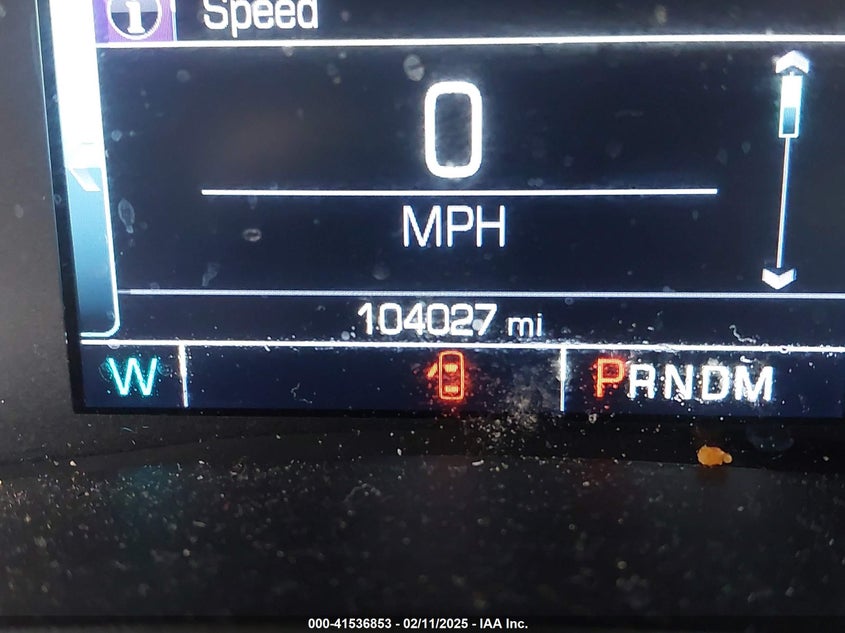 Speed
0
MPH
104027 mi
W
PRNDM
000-41536853 - 02/11/2025 - IAA Inc.